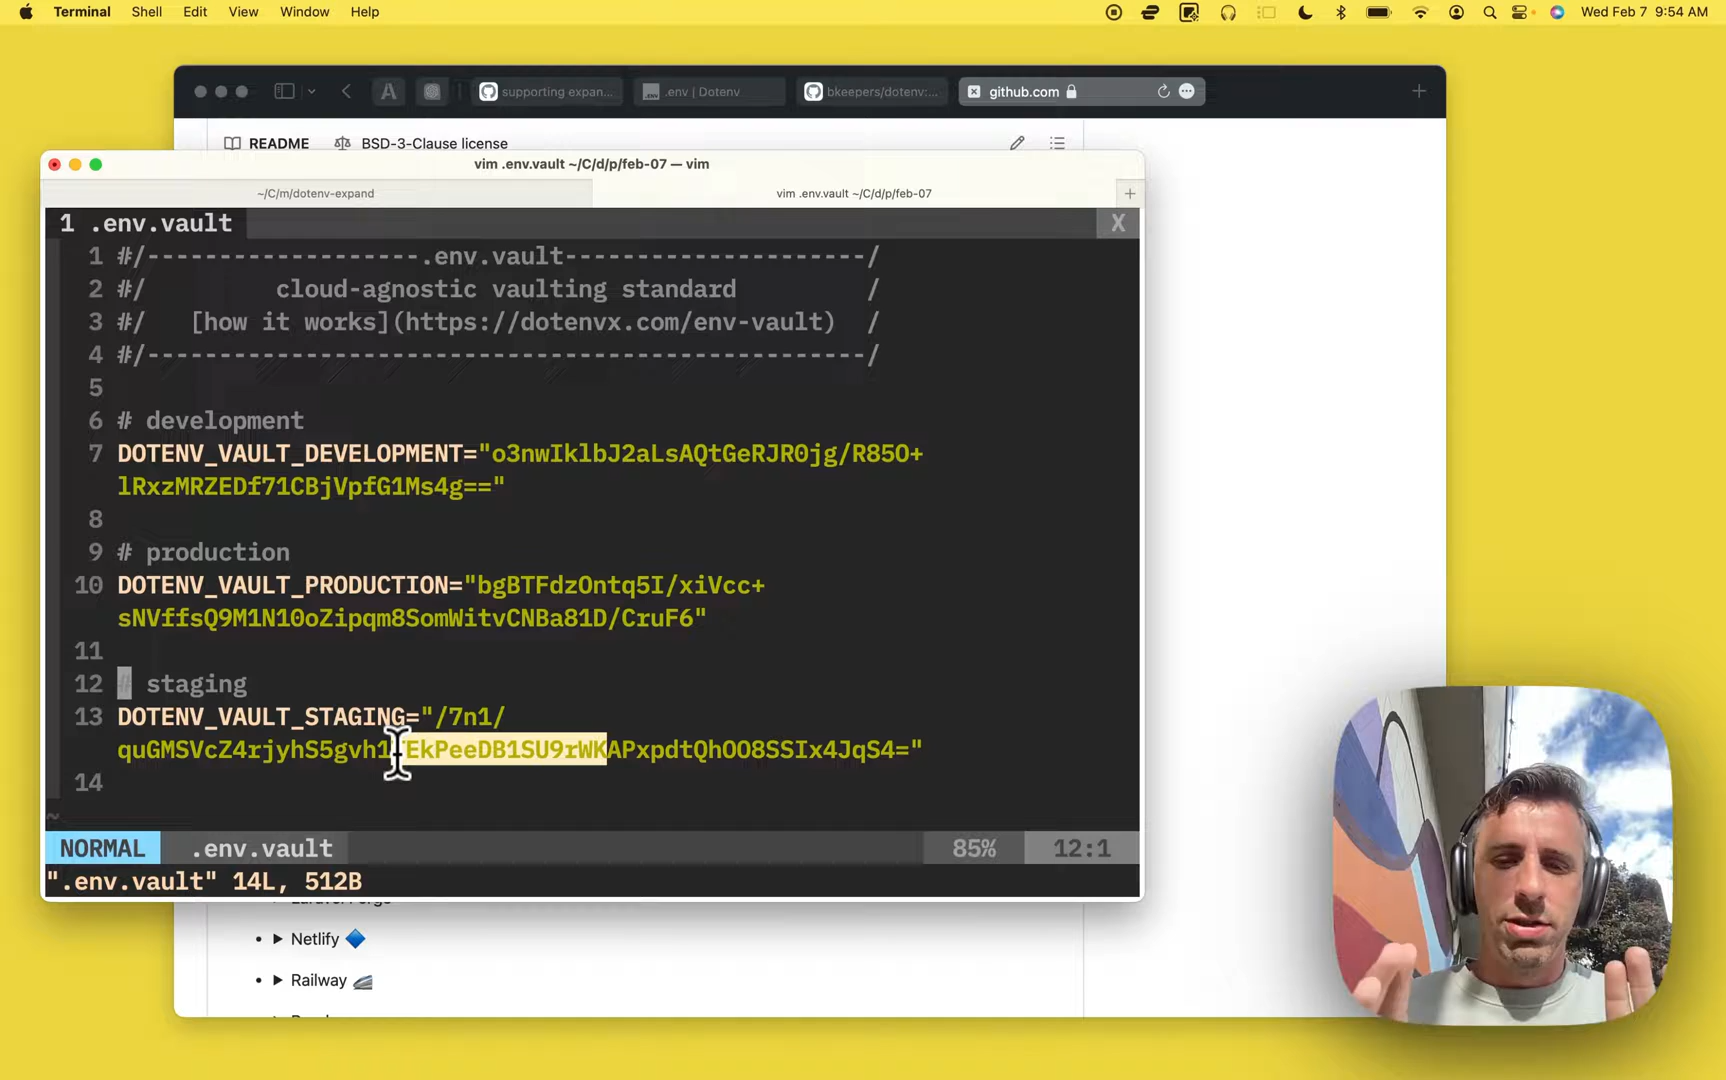 Terminal Shell Edit View Window Help Wed Feb 7 9:54 AM
supporting expan... .env | Dotenv bkeepers/dotenv:... github.com
README BSD-3-Clause license
vim .env.vault ~/C/d/p/feb-07 — vim
~/C/m/dotenv-expand vim .env.vault ~/C/d/p/feb-07
1 .env.vault X
1 #/-------------------.env.vault---------------------/
2 #/ cloud-agnostic vaulting standard /
3 #/ [how it works](https://dotenvx.com/env-vault) /
4 #/--------------------------------------------------/
5
6 # development
7 DOTENV_VAULT_DEVELOPMENT="o3nwIklbJ2aLsAQtGeRJR0jg/R85O+
lRxzMRZEDf71CBjVpfG1Ms4g=="
8
9 # production
10 DOTENV_VAULT_PRODUCTION="bgBTFdzOntq5I/xiVcc+
sNVffsQ9M1N10oZipqm8SomWitvCNBa81D/CruF6"
11
12 # staging
13 DOTENV_VAULT_STAGING="/7n1/
14
~
NORMAL .env.vault 85% 12:1
".env.vault" 14L, 512B
Netlify
Railway